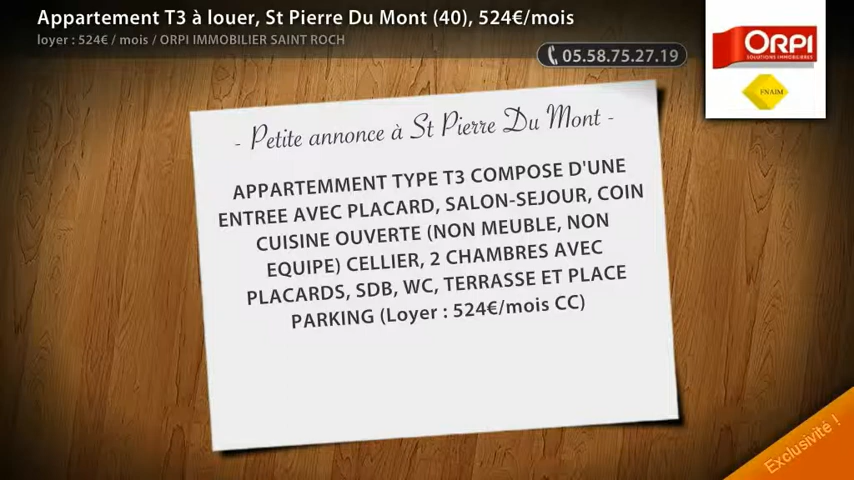 Appartement T3 à louer, St Pierre Du Mont (40), 524€/mois
loyer : 524€ / mois / ORPI IMMOBILIER SAINT ROCH
05.58.75.27.19
ORPI
SOLUTIONS IMMOBILIÈRES
FNAIM
- Petite annonce à St Pierre Du Mont -
APPARTEMMENT TYPE T3 COMPOSE D'UNE
ENTREE AVEC PLACARD, SALON-SEJOUR, COIN
CUISINE OUVERTE (NON MEUBLE, NON
EQUIPE) CELLIER, 2 CHAMBRES AVEC
PLACARDS, SDB, WC, TERRASSE ET PLACE
PARKING (Loyer : 524€/mois CC)
Exclusivité !